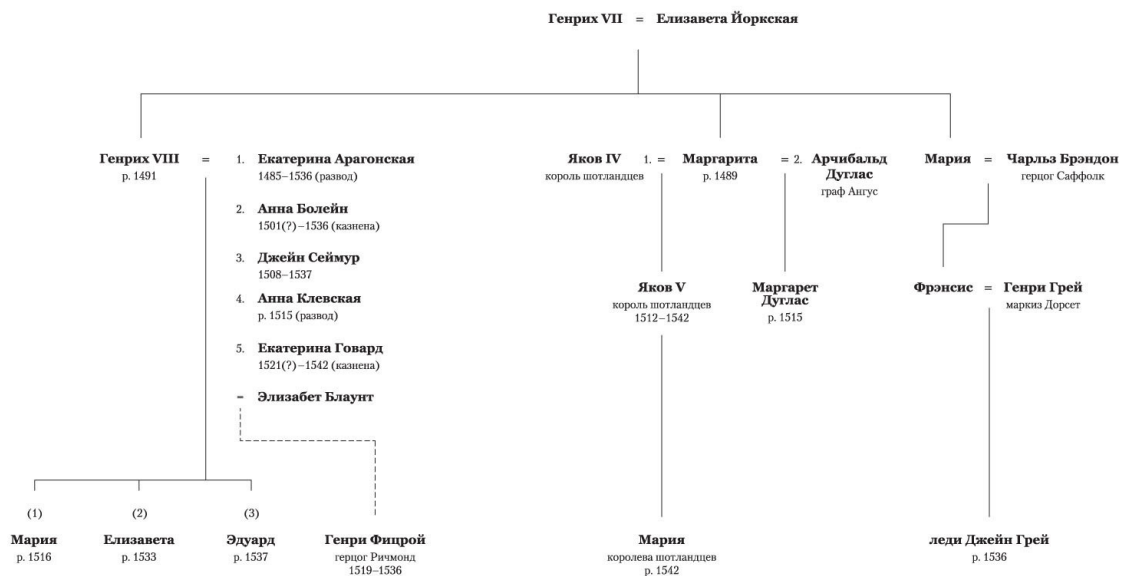 Генрих VII = Елизавета Йоркская
Генрих VIII = 1. Екатерина Арагонская
р. 1491
1485–1536 (развод)
2. Анна Болейн
1501(?)–1536 (казнена)
3. Джейн Сеймур
1508–1537
4. Анна Клевская
р. 1515 (развод)
5. Екатерина Говард
1521(?)–1542 (казнена)
= Элизабет Блаунт
Яков IV 1. = Маргарита = 2. Арчибальд
король шотландцев
р. 1489
Дуглас
граф Ангус
Мария = Чарльз Брэндон
герцог Саффолк
Яков V
король шотландцев
1512–1542
Маргарет
Дуглас
р. 1515
Фрэнсис = Генри Грей
маркиз Дорсет
(1)
Мария
р. 1516
(2)
Елизавета
р. 1533
(3)
Эдуард
р. 1537
Генри Фицрой
герцог Ричмонд
1519–1536
Мария
королева шотландцев
р. 1542
леди Джейн Грей
р. 1536